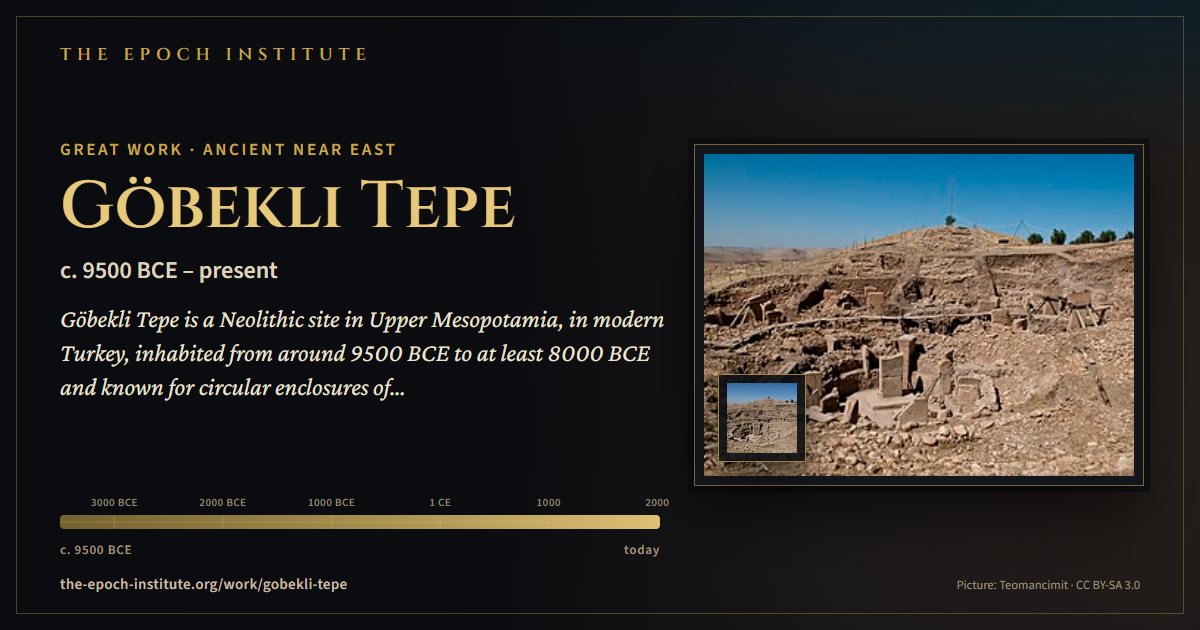 THE EPOCH INSTITUTE
GREAT WORK · ANCIENT NEAR EAST
GÖBEKLI TEPE
c. 9500 BCE – present
Göbekli Tepe is a Neolithic site in Upper Mesopotamia, in modern
Turkey, inhabited from around 9500 BCE to at least 8000 BCE
and known for circular enclosures of...
3000 BCE 2000 BCE 1000 BCE 1 CE 1000 2000
c. 9500 BCE today
the-epoch-institute.org/work/gobekli-tepe
Picture: Teomancimit · CC BY-SA 3.0